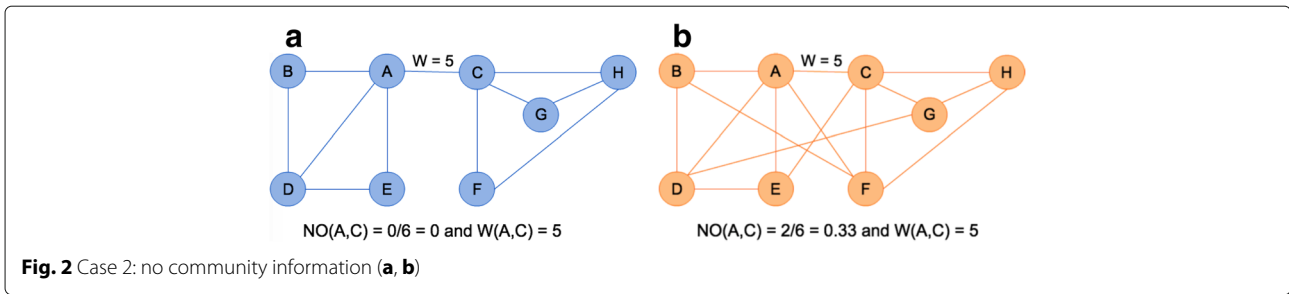 a
B A W = 5 C H
G
D E F
NO(A,C) = 0/6 = 0 and W(A,C) = 5
b
B A W = 5 C H
G
D E F
NO(A,C) = 2/6 = 0.33 and W(A,C) = 5
Fig. 2 Case 2: no community information (a, b)